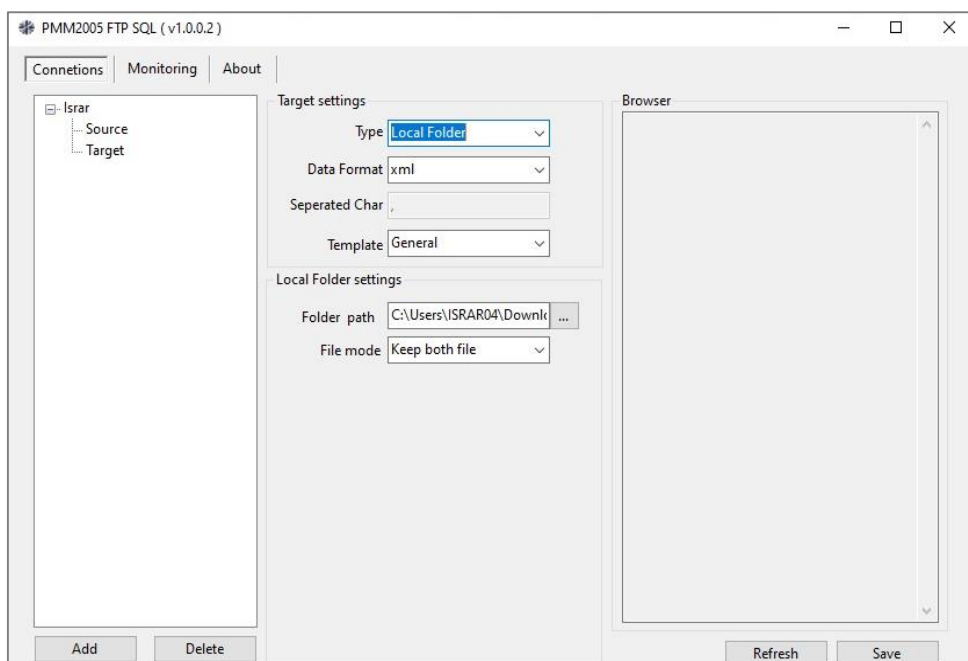 PMM2005 FTP SQL ( v1.0.0.2 )
Connetions Monitoring About
Israr
Source
Target
Target settings
Type Local Folder
Data Format xml
Seperated Char ,
Template General
Local Folder settings
Folder path C:\Users\ISRAR04\Downlo ...
File mode Keep both file
Browser
Add Delete
Refresh Save